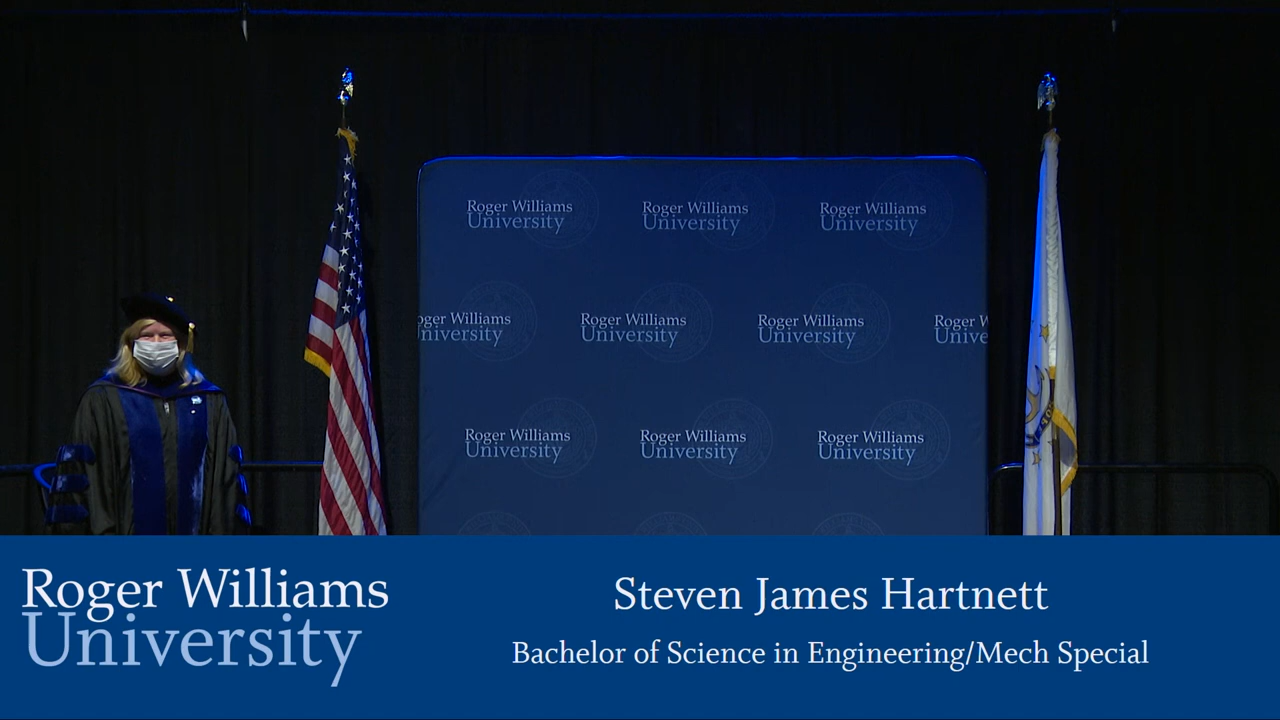 Roger Williams
University
Roger Williams
University
Roger Williams
University
oger Williams
University
Roger Williams
University
Roger Williams
University
Roger W
Unive
Roger Williams
University
Roger Williams
University
Roger Williams
University
Roger Williams
University
Steven James Hartnett
Bachelor of Science in Engineering/Mech Special